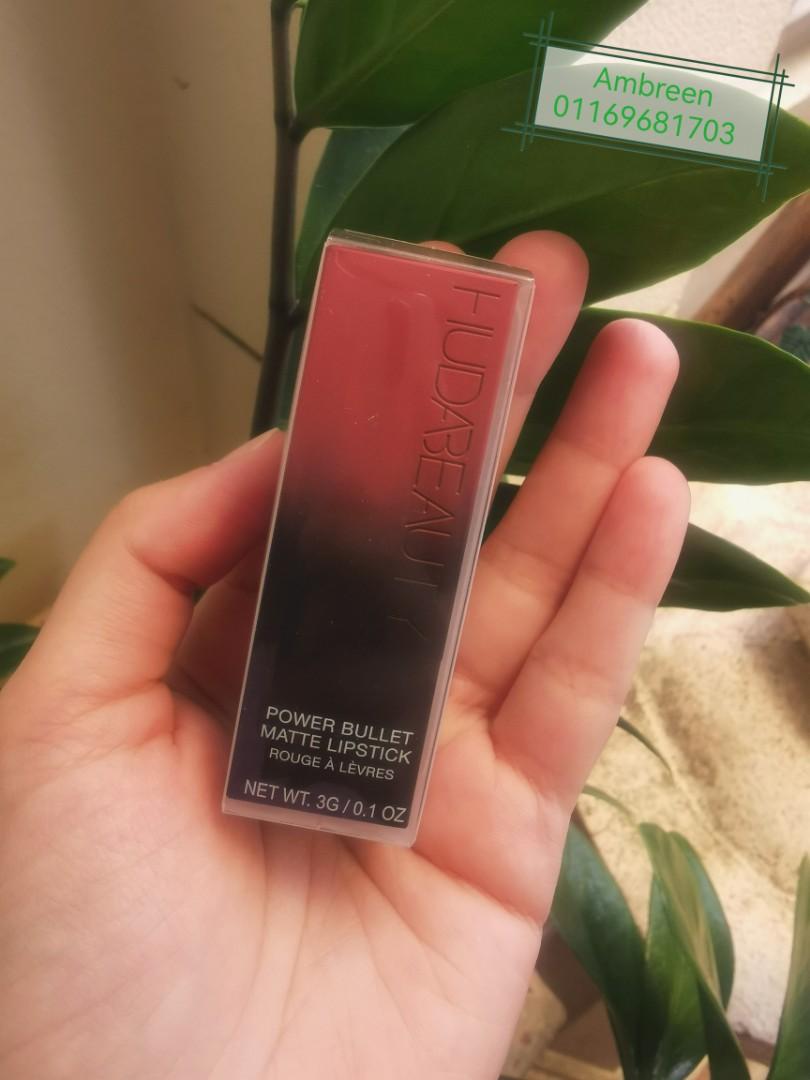 Ambreen
01169681703
HUDABEAUTY
POWER BULLET
MATTE LIPSTICK
ROUGE À LÈVRES
NET WT. 3G / 0.1 OZ